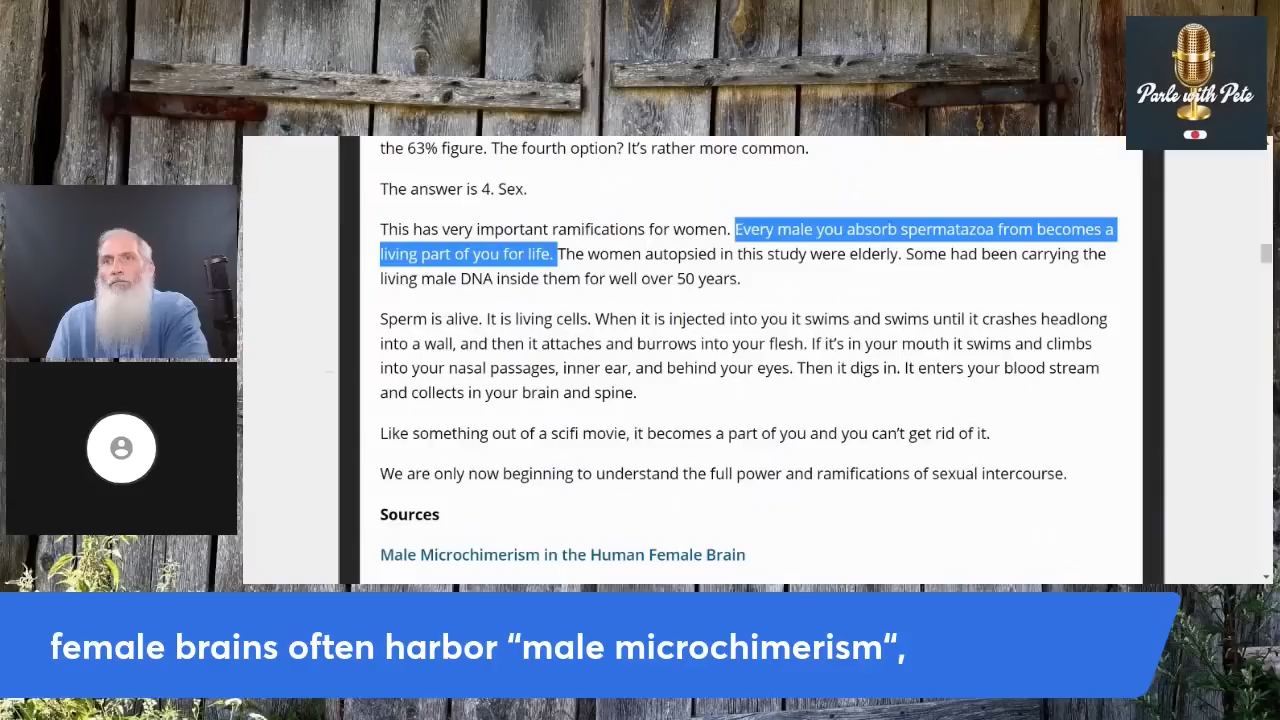 Parle with Pete
the 63% figure. The fourth option? It’s rather more common.
The answer is 4. Sex.
This has very important ramifications for women. Every male you absorb spermatazoa from becomes a
living part of you for life. The women autopsied in this study were elderly. Some had been carrying the
living male DNA inside them for well over 50 years.
Sperm is alive. It is living cells. When it is injected into you it swims and swims until it crashes headlong
into a wall, and then it attaches and burrows into your flesh. If it’s in your mouth it swims and climbs
into your nasal passages, inner ear, and behind your eyes. Then it digs in. It enters your blood stream
and collects in your brain and spine.
Like something out of a scifi movie, it becomes a part of you and you can’t get rid of it.
We are only now beginning to understand the full power and ramifications of sexual intercourse.
Sources
Male Microchimerism in the Human Female Brain
female brains often harbor “male microchimerism“,